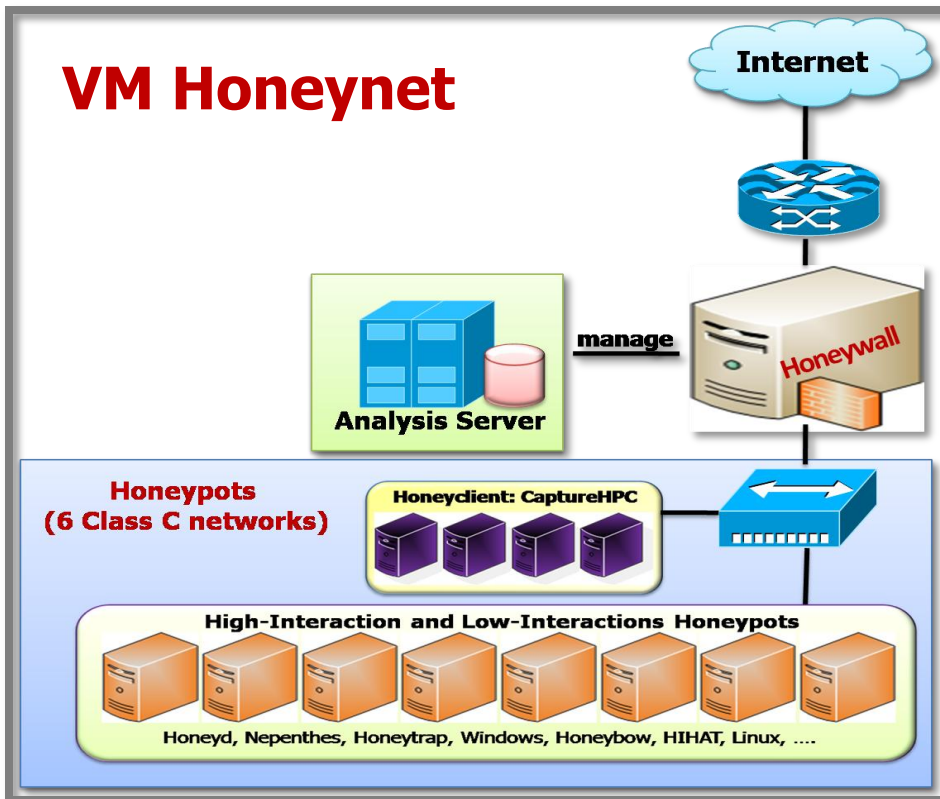 VM Honeynet
Internet
manage
Honeywall
Analysis Server
Honeypots
(6 Class C networks)
Honeyclient: CaptureHPC
High-Interaction and Low-Interactions Honeypots
Honeyd, Nepenthes, Honeytrap, Windows, Honeybow, HIHAT, Linux, ....